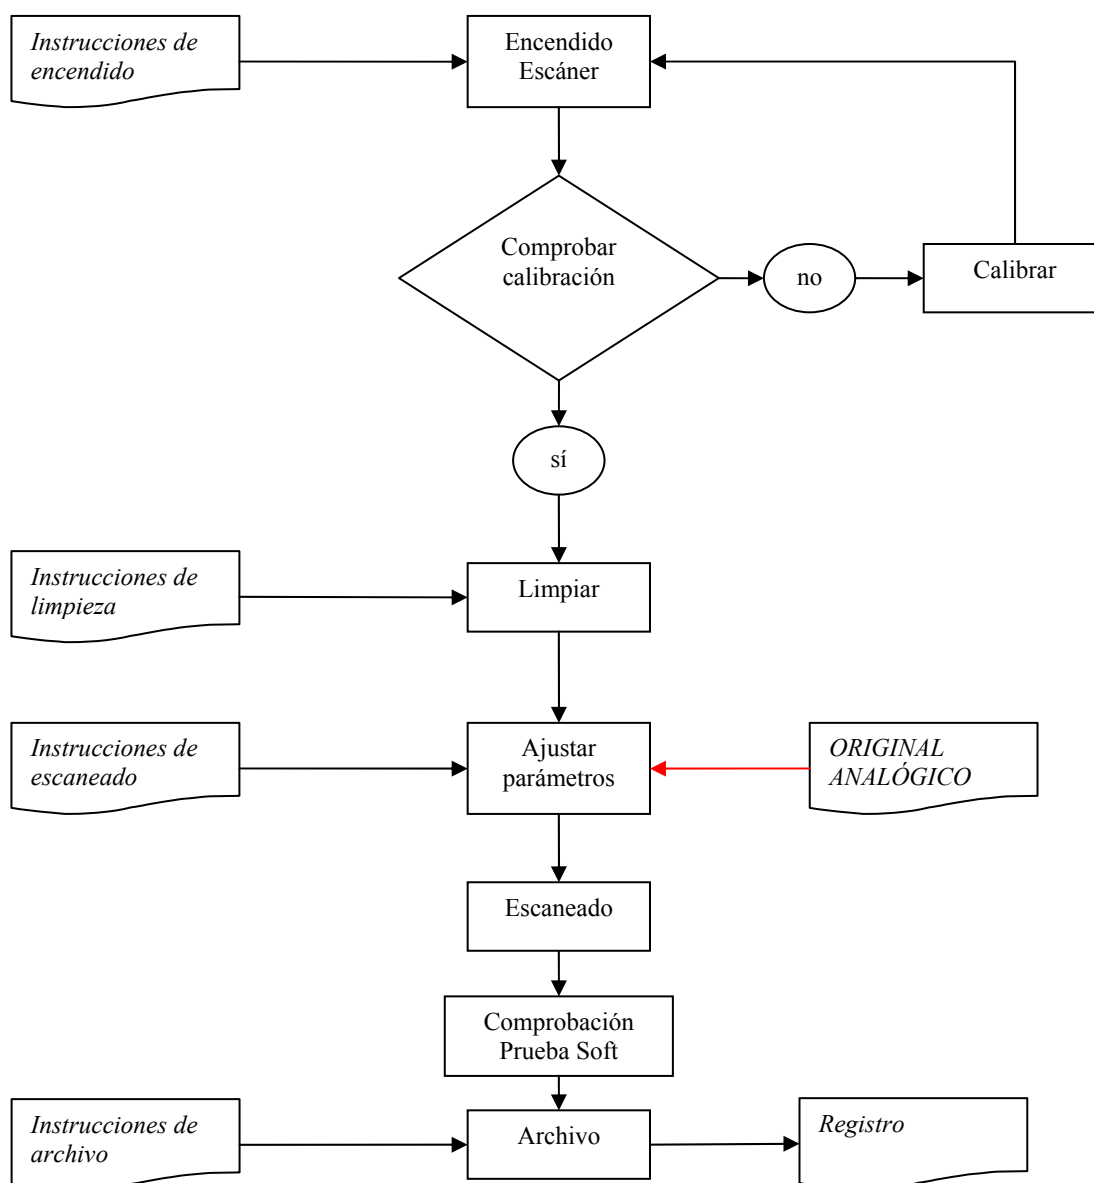 Instrucciones de
encendido
Encendido
Escáner
Comprobar
calibración
no
Calibrar
sí
Instrucciones de
limpieza
Limpiar
Instrucciones de
escaneado
Ajustar
parámetros
ORIGINAL
ANALÓGICO
Escaneado
Comprobación
Prueba Soft
Instrucciones de
archivo
Archivo
Registro